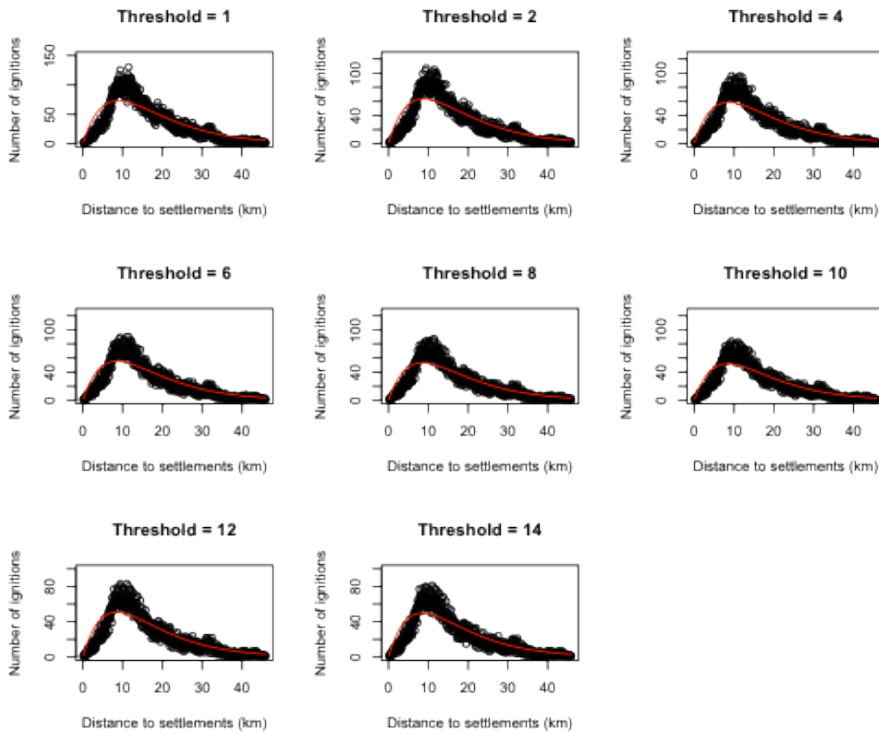 Threshold = 1
Threshold = 2
Threshold = 4
Number of ignitions
0 50 150
0 10 20 30 40
Distance to settlements (km)
Number of ignitions
0 40 100
0 10 20 30 40
Distance to settlements (km)
Number of ignitions
0 40 100
0 10 20 30 40
Distance to settlements (km)
Threshold = 6
Threshold = 8
Threshold = 10
Number of ignitions
0 40 100
0 10 20 30 40
Distance to settlements (km)
Number of ignitions
0 40 100
0 10 20 30 40
Distance to settlements (km)
Number of ignitions
0 40 100
0 10 20 30 40
Distance to settlements (km)
Threshold = 12
Threshold = 14
Number of ignitions
0 40 80
0 10 20 30 40
Distance to settlements (km)
Number of ignitions
0 40 80
0 10 20 30 40
Distance to settlements (km)